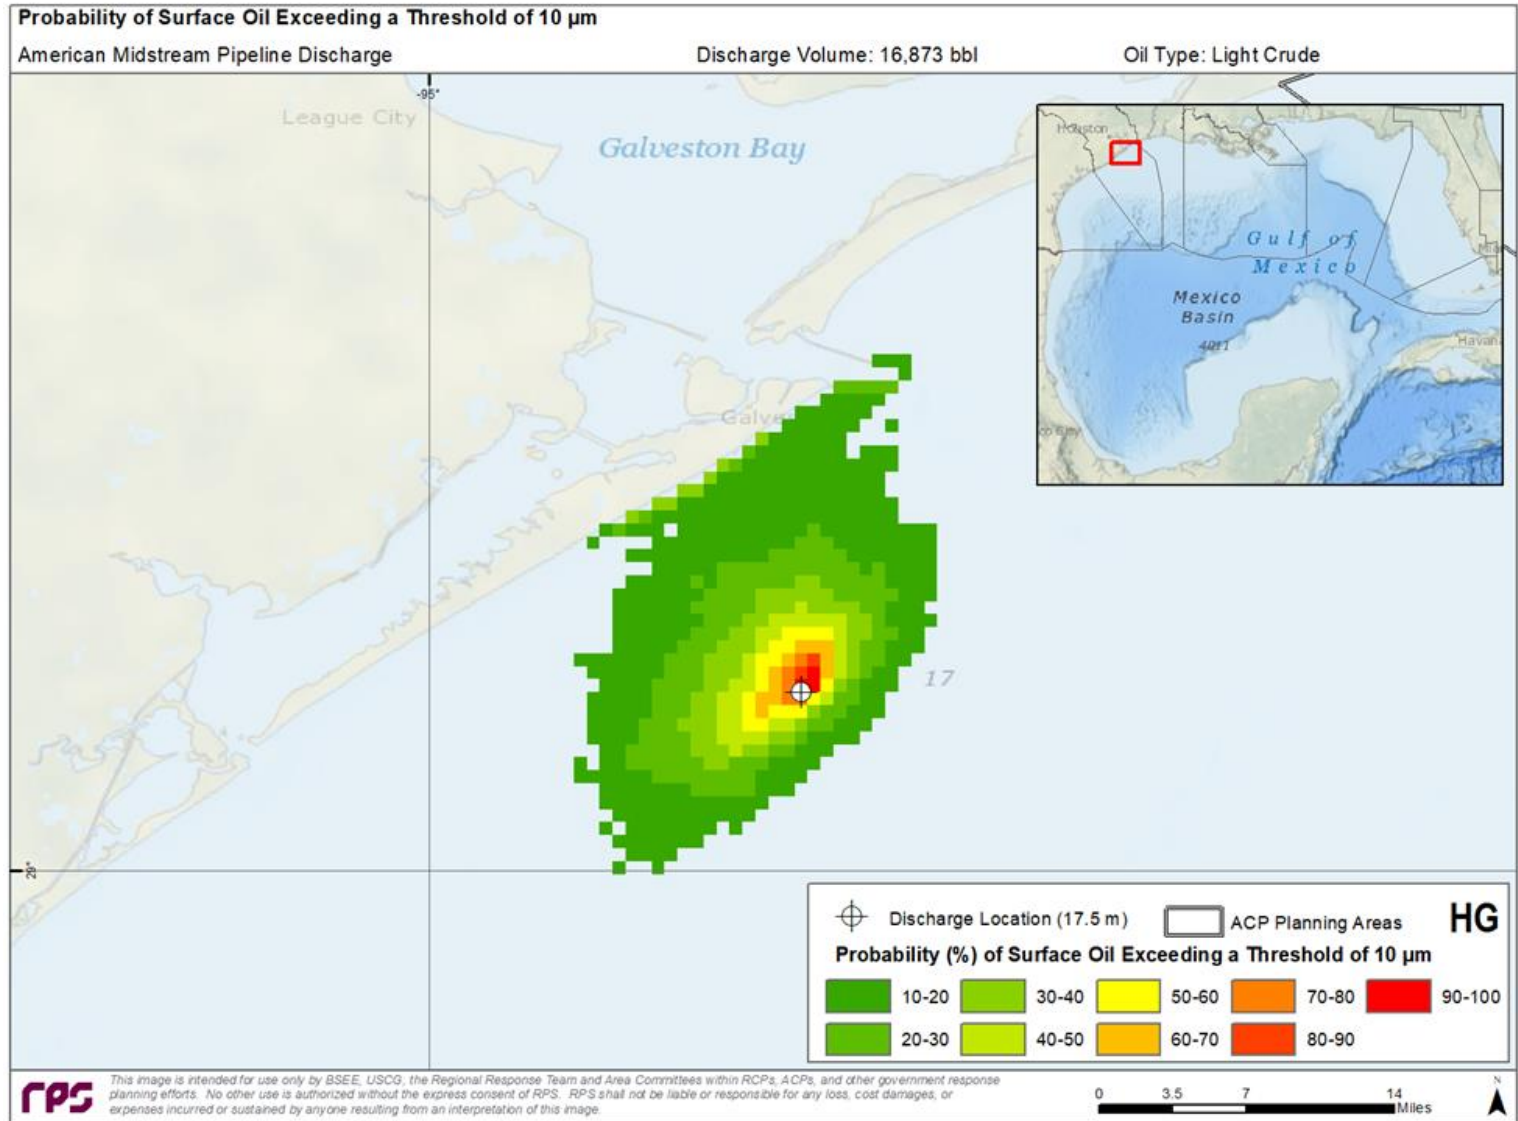 Probability of Surface Oil Exceeding a Threshold of 10 µm
American Midstream Pipeline Discharge
Discharge Volume: 16,873 bbl
Oil Type: Light Crude
-95°
League City
Galveston Bay
Houston
Gulf of
Mexico
Mexico
Basin
4011
Havan
Galve
17
29°
Discharge Location (17.5 m)
ACP Planning Areas
HG
Probability (%) of Surface Oil Exceeding a Threshold of 10 µm
10-20
30-40
50-60
70-80
90-100
20-30
40-50
60-70
80-90
rps
This image is intended for use only by BSEE, USCG, the Regional Response Team and Area Committees within RCPs, ACPs, and other government response
planning efforts. No other use is authorized without the express consent of RPS. RPS shall not be liable or responsible for any loss, cost damages, or
expenses incurred or sustained by anyone resulting from an interpretation of this image.
0 3.5 7 14
Miles
N